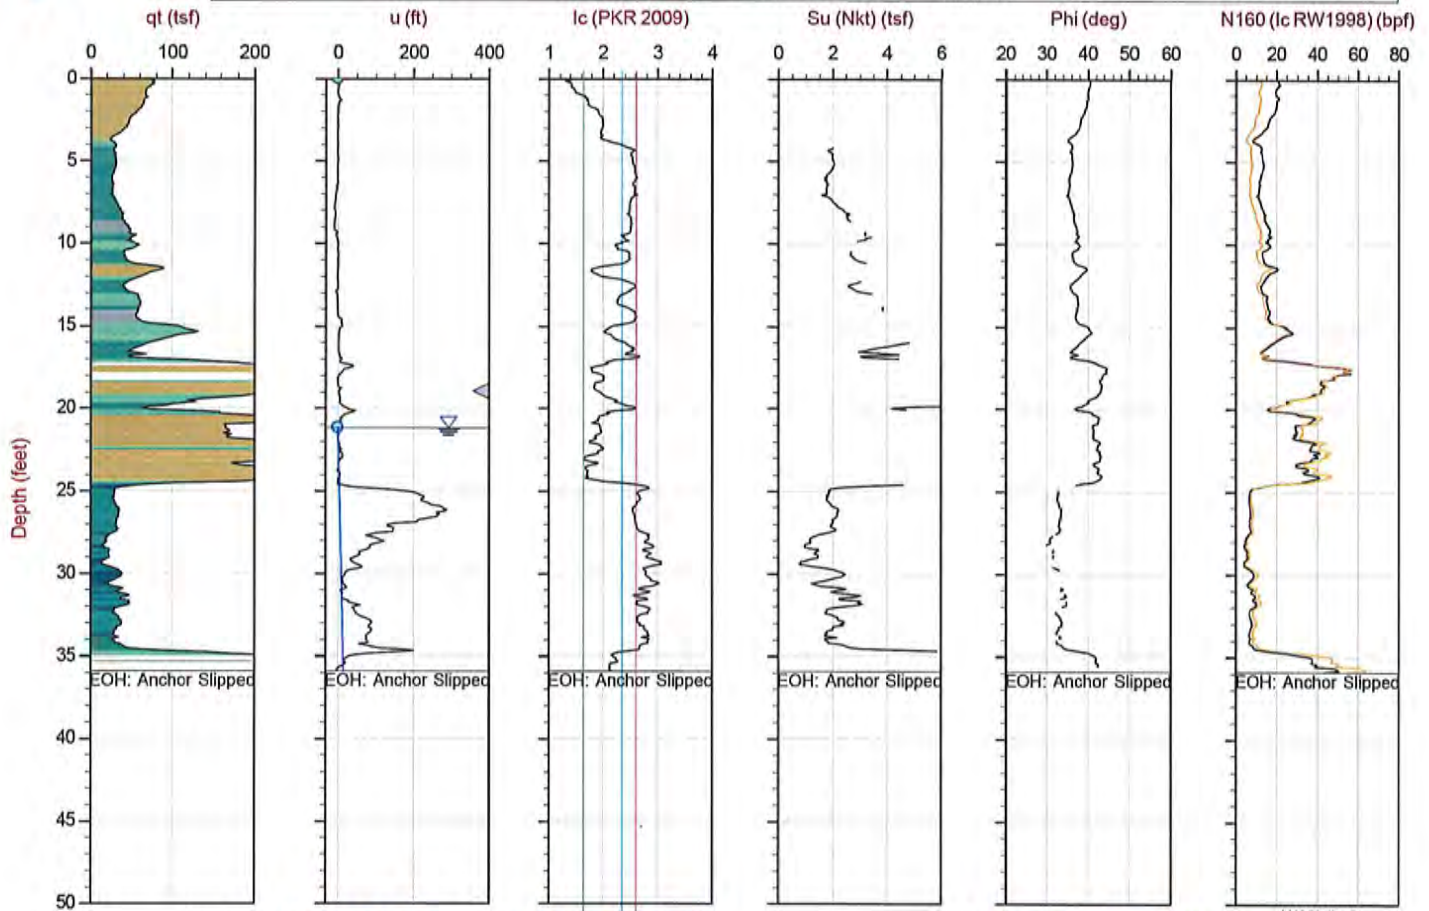 qt (tsf) u (ft) Ic (PKR 2009) Su (Nkt) (tsf) Phi (deg) N160 (Ic RW1998) (bpf)
0 100 200 0 200 400 1 2 3 4 0 2 4 6 20 30 40 50 60 0 20 40 60 80
0
5
10
15
20
Depth (feet)
25
30
35
EOH: Anchor Slipped EOH: Anchor Slipped EOH: Anchor Slipped EOH: Anchor Slipped EOH: Anchor Slipped EOH: Anchor Slipped
40
45
50